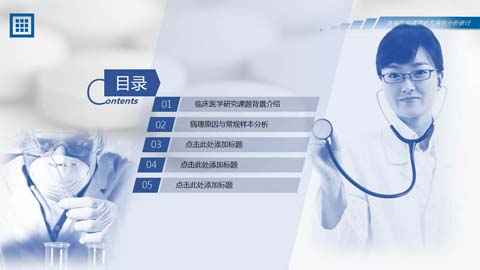 目录
Contents
01 临床医学研究课题背景介绍
02 病理原因与常规样本分析
03 点击此处添加标题
04 点击此处添加标题
05 点击此处添加标题